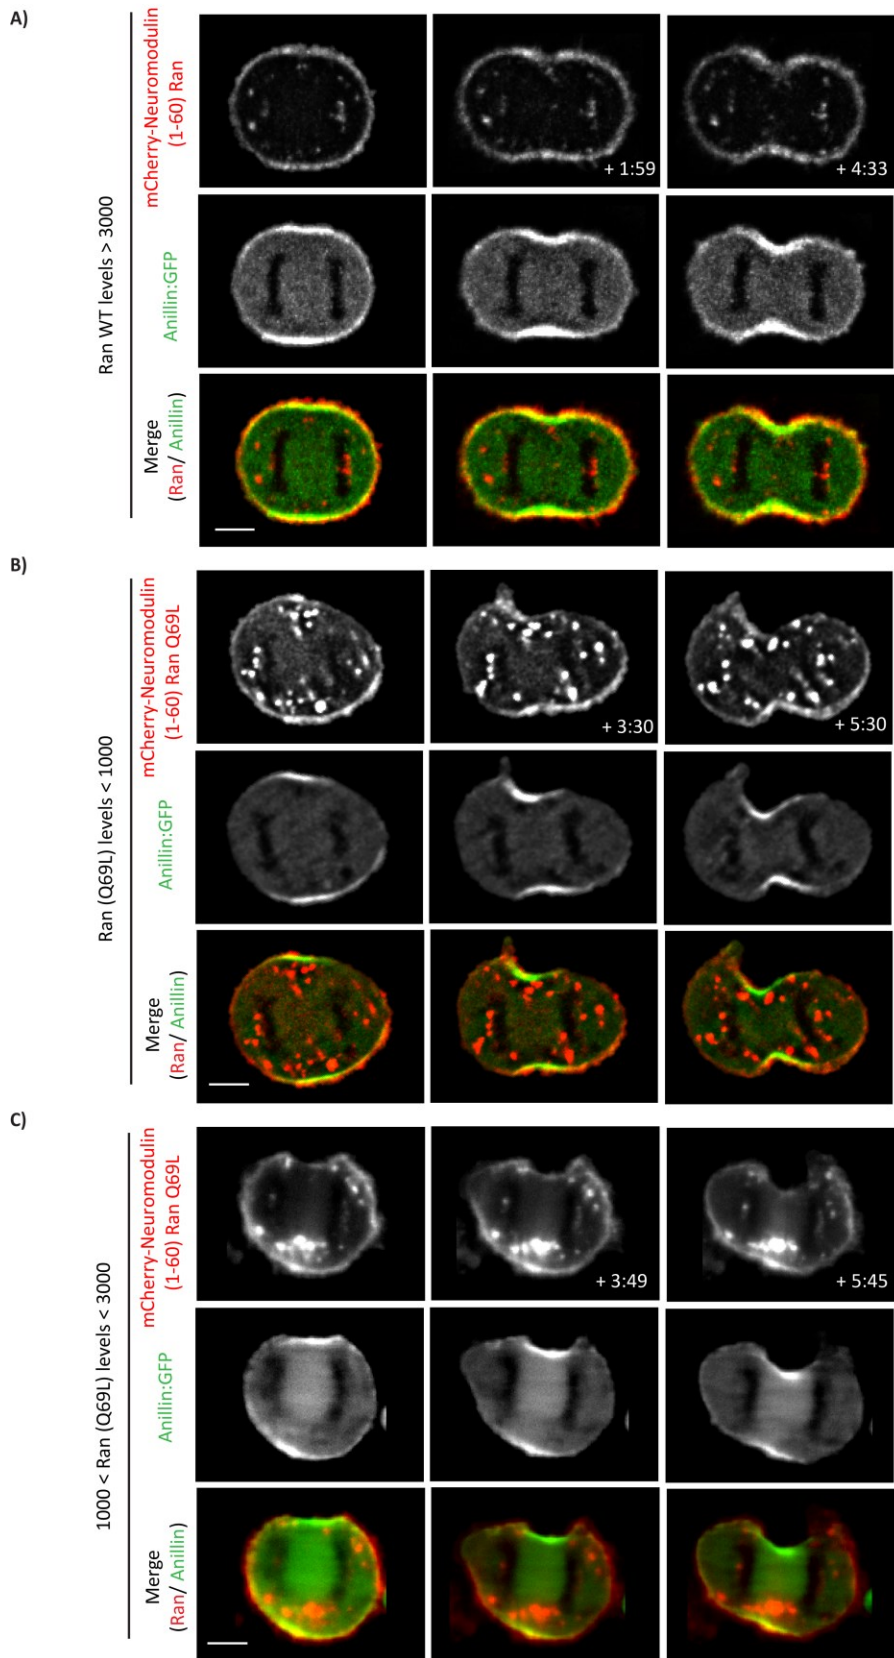 A)
Ran WT levels > 3000
mCherry-Neuromodulin
(1-60) Ran
+ 1:59
+ 4:33
Anillin:GFP
Merge
(Ran/ Anillin)
B)
Ran (Q69L) levels < 1000
mCherry-Neuromodulin
(1-60) Ran Q69L
+ 3:30
+ 5:30
Anillin:GFP
Merge
(Ran/ Anillin)
C)
1000 < Ran (Q69L) levels < 3000
mCherry-Neuromodulin
(1-60) Ran Q69L
+ 3:49
+ 5:45
Anillin:GFP
Merge
(Ran/ Anillin)